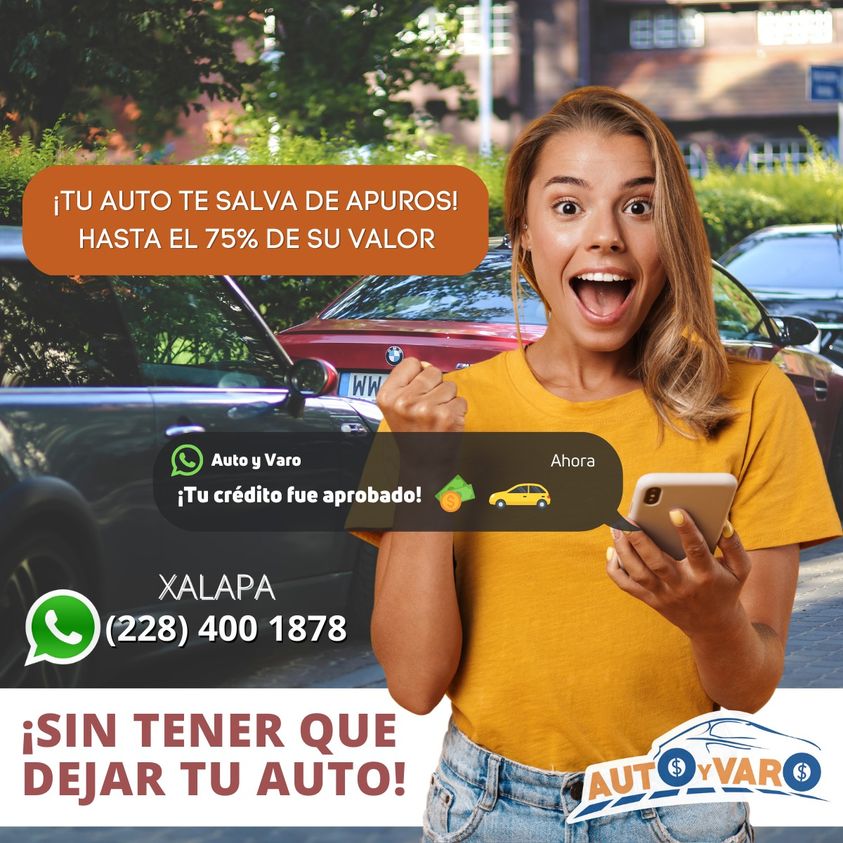 ¡TU AUTO TE SALVA DE APUROS!
HASTA EL 75% DE SU VALOR
WW
Auto y Varo
Ahora
¡Tu crédito fue aprobado!
XALAPA
(228) 400 1878
¡SIN TENER QUE
DEJAR TU AUTO!
AUTO Y VARO